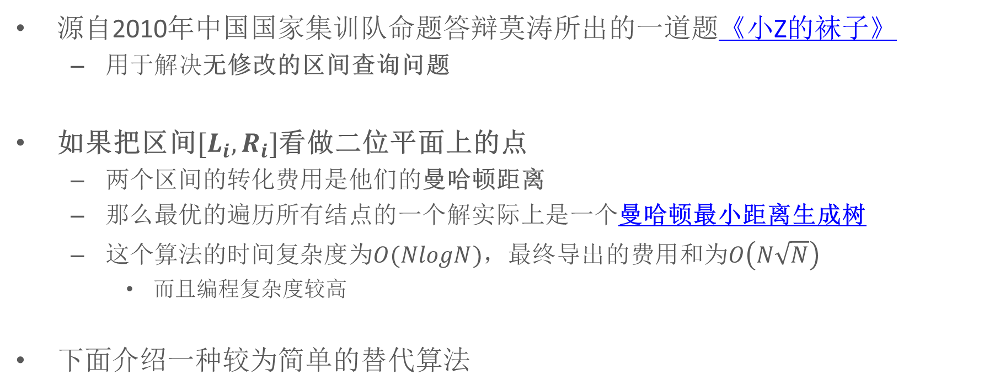 • 源自2010年中国国家集训队命题答辩莫涛所出的一道题《小Z的袜子》
– 用于解决无修改的区间查询问题
• 如果把区间[L_i, R_i]看做二位平面上的点
– 两个区间的转化费用是他们的曼哈顿距离
– 那么最优的遍历所有结点的一个解实际上是一个曼哈顿最小距离生成树
– 这个算法的时间复杂度为O(NlogN)，最终导出的费用和为O(N√N)
• 而且编程复杂度较高
• 下面介绍一种较为简单的替代算法